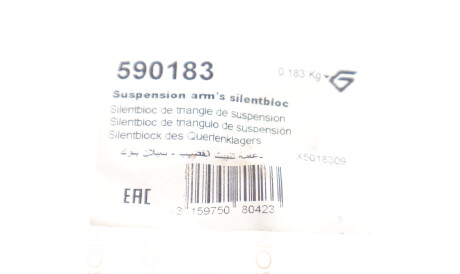 590183
0.183 Kg
Suspension arm's silentbloc
Silentbloc de triangle de suspension
Silentbloc de triangulo de suspensión
Silentblock des Querlenklagers
X5018309
EAC
3 159750 80423